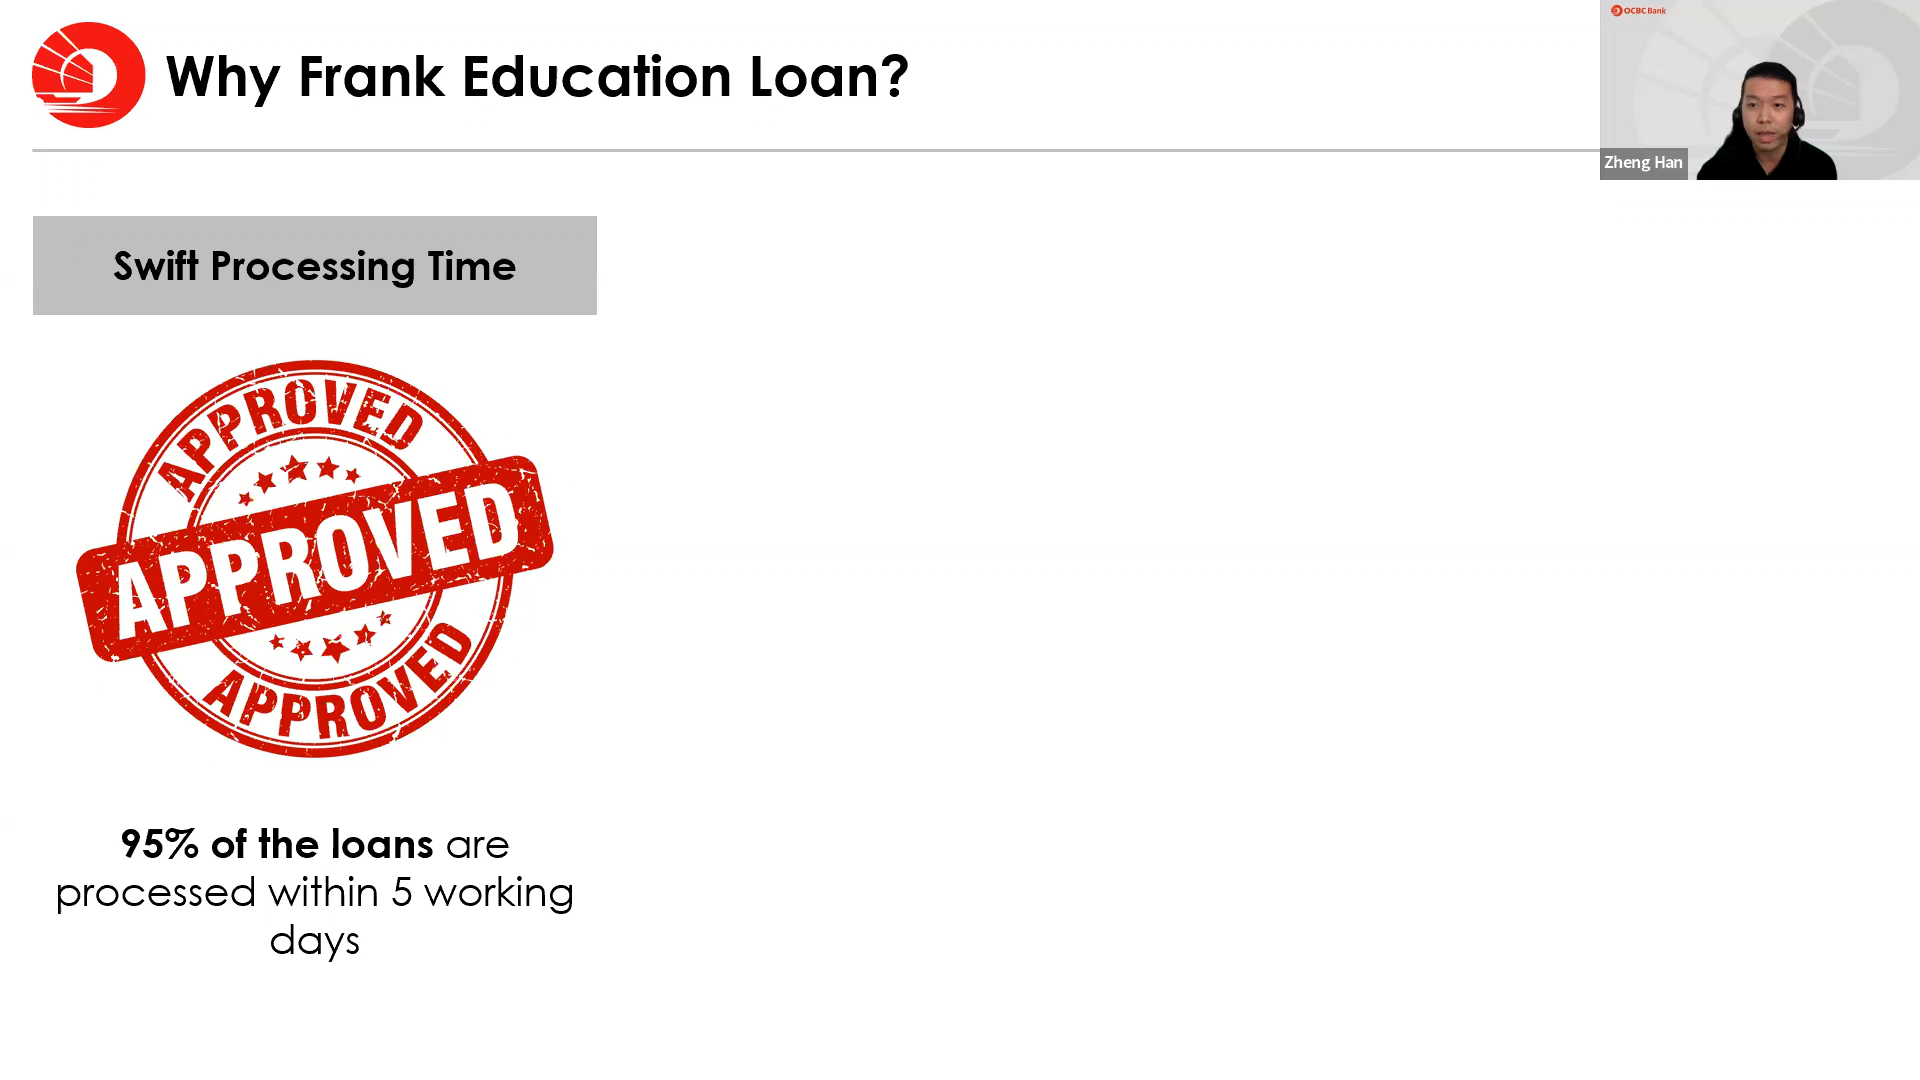 Why Frank Education Loan?
OCBC Bank
Zheng Han
Swift Processing Time
APPROVED
APPROVED
APPROVED
95% of the loans are
processed within 5 working
days